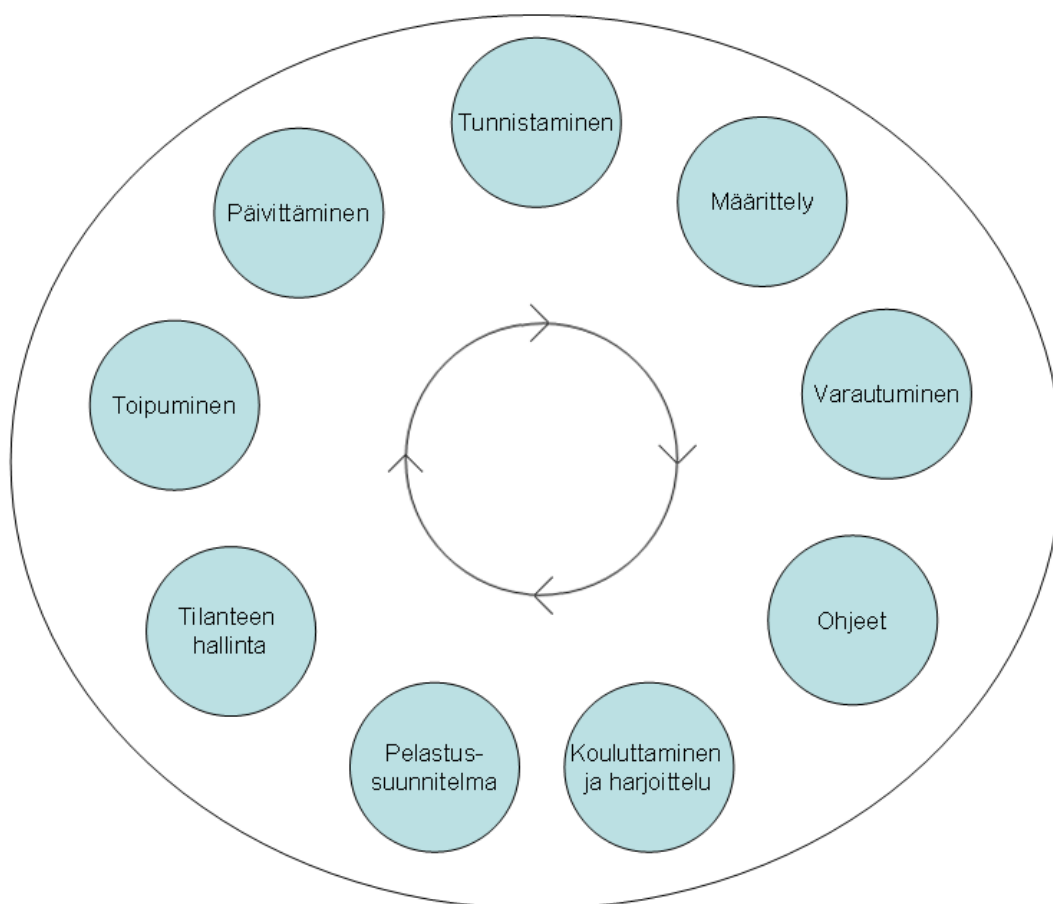 Tunnistaminen
Määrittely
Varautuminen
Ohjeet
Kouluttaminen
ja harjoittelu
Pelastus-
suunnitelma
Tilanteen
hallinta
Toipuminen
Päivittäminen